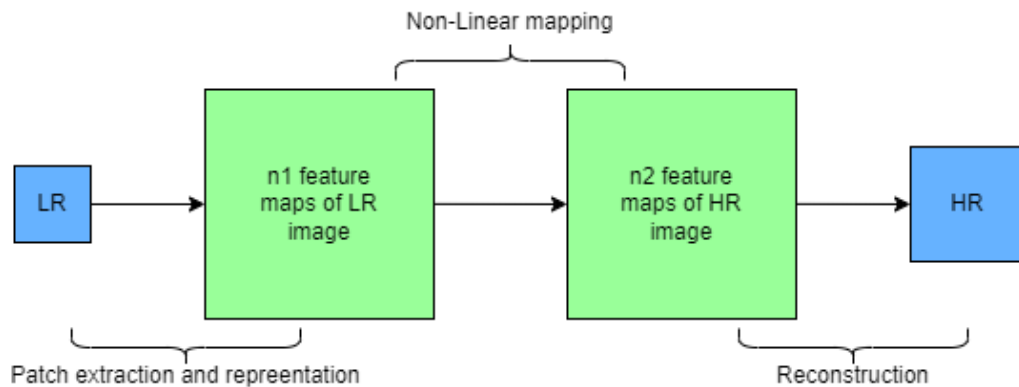 Non-Linear mapping
LR
n1 feature
maps of LR
image
n2 feature
maps of HR
image
HR
Patch extraction and repreentation
Reconstruction